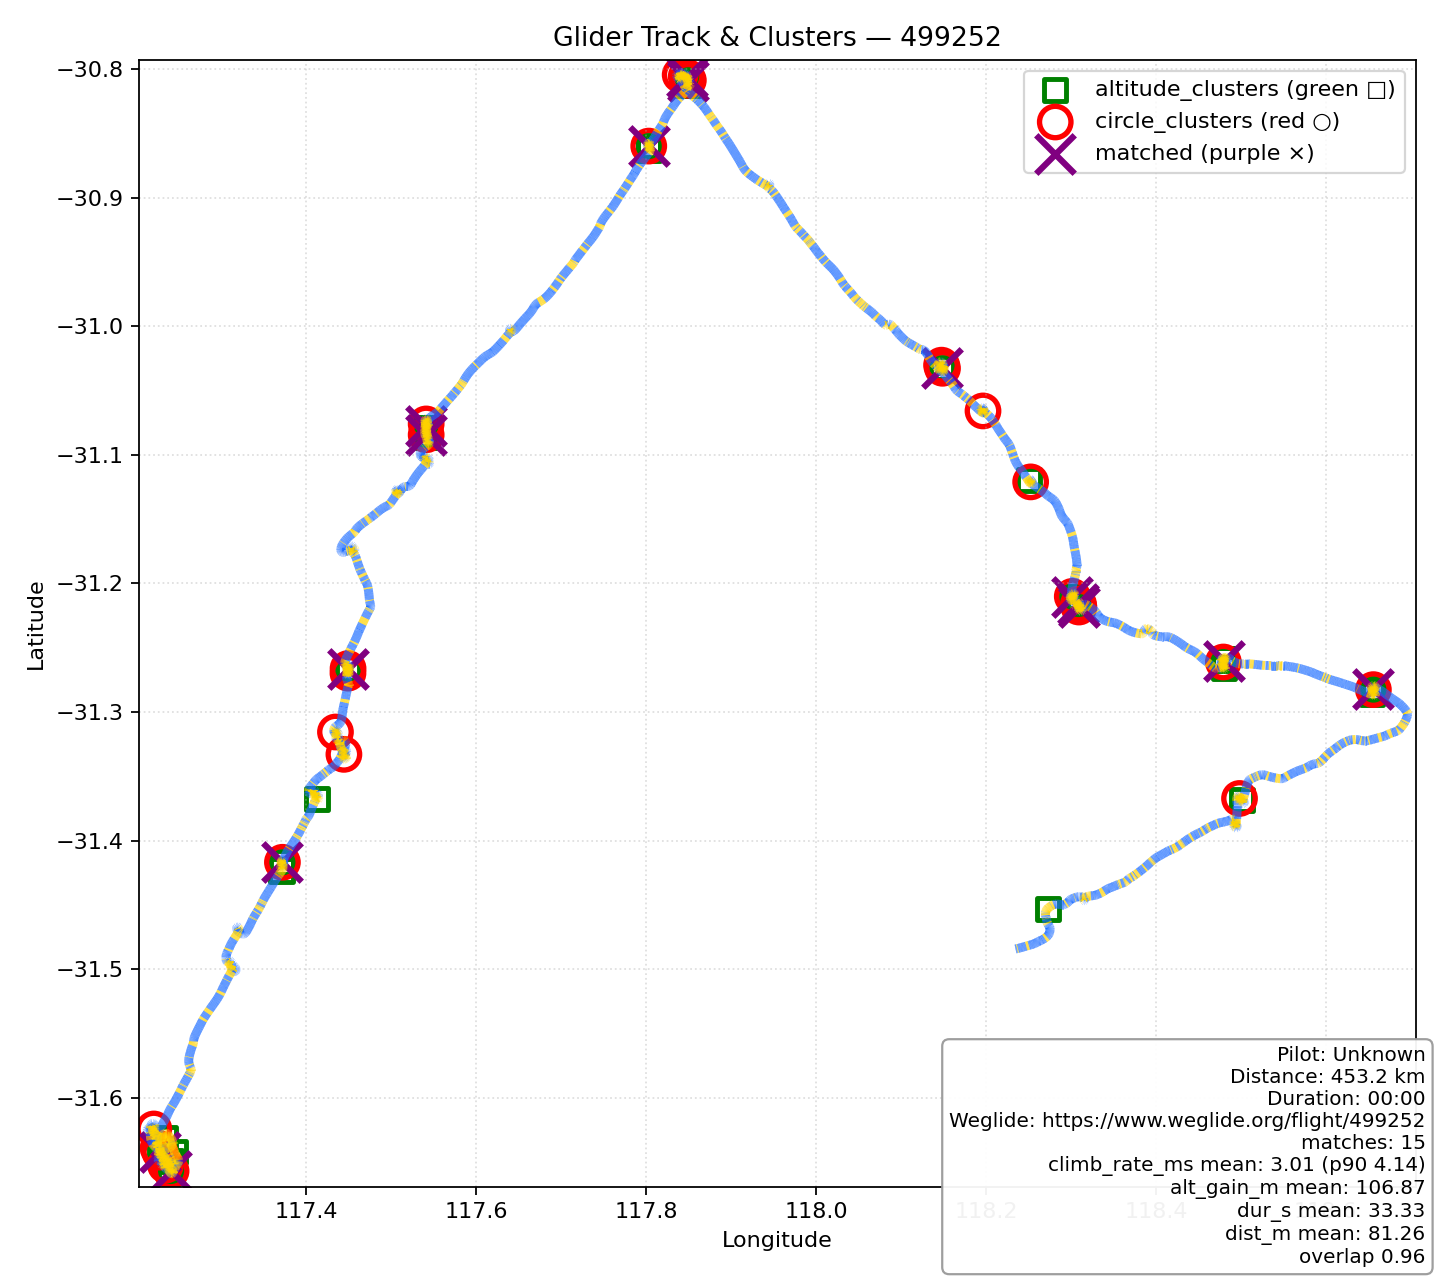 Glider Track & Clusters — 499252
altitude_clusters (green □)
circle_clusters (red ○)
matched (purple ×)
Latitude
−30.8
−30.9
−31.0
−31.1
−31.2
−31.3
−31.4
−31.5
−31.6
117.4
117.6
117.8
118.0
118.2
118.4
Longitude
Pilot: Unknown
Distance: 453.2 km
Duration: 00:00
Weglide: https://www.weglide.org/flight/499252
matches: 15
climb_rate_ms mean: 3.01 (p90 4.14)
alt_gain_m mean: 106.87
dur_s mean: 33.33
dist_m mean: 81.26
overlap 0.96